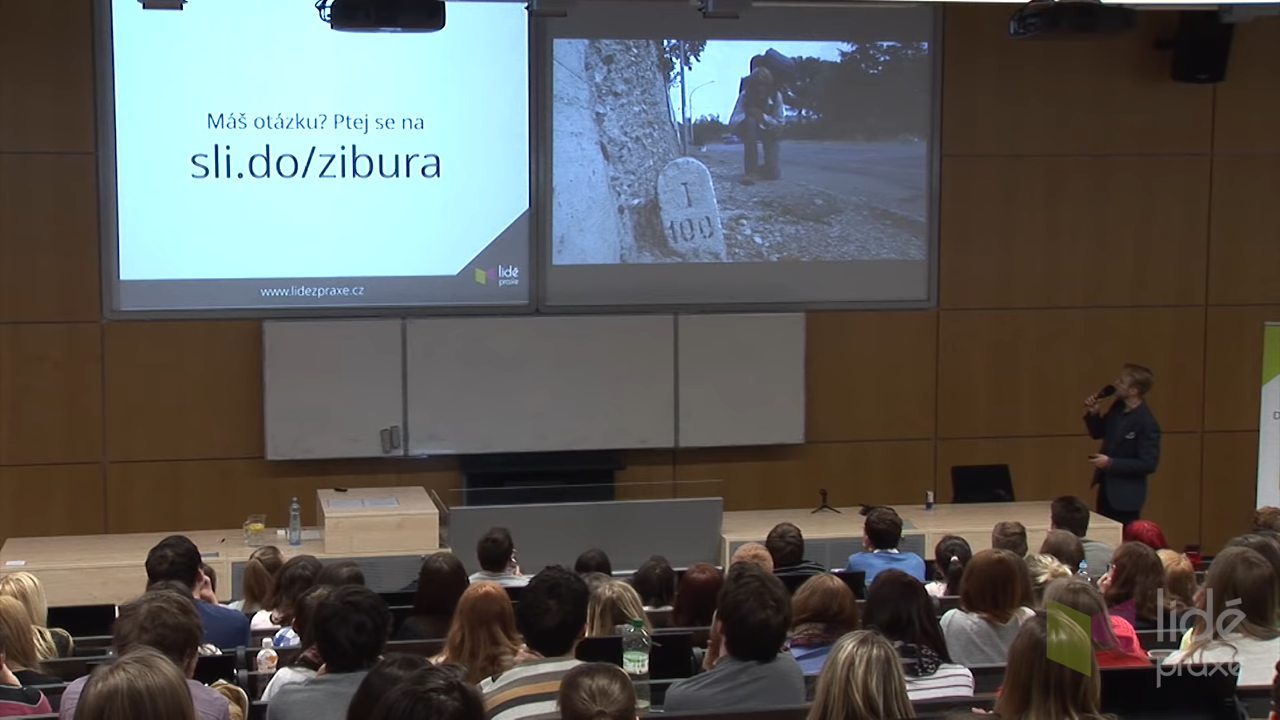 Máš otázku? Ptej se na
sli.do/zibura
www.lidezpraxe.cz
lidé
praxe
I
100
lidé
praxe